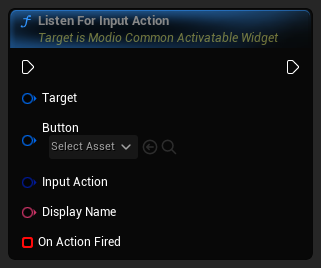 Listen For Input Action
Target is Modio Common Activatable Widget
Target
Button
Select Asset
Input Action
Display Name
On Action Fired